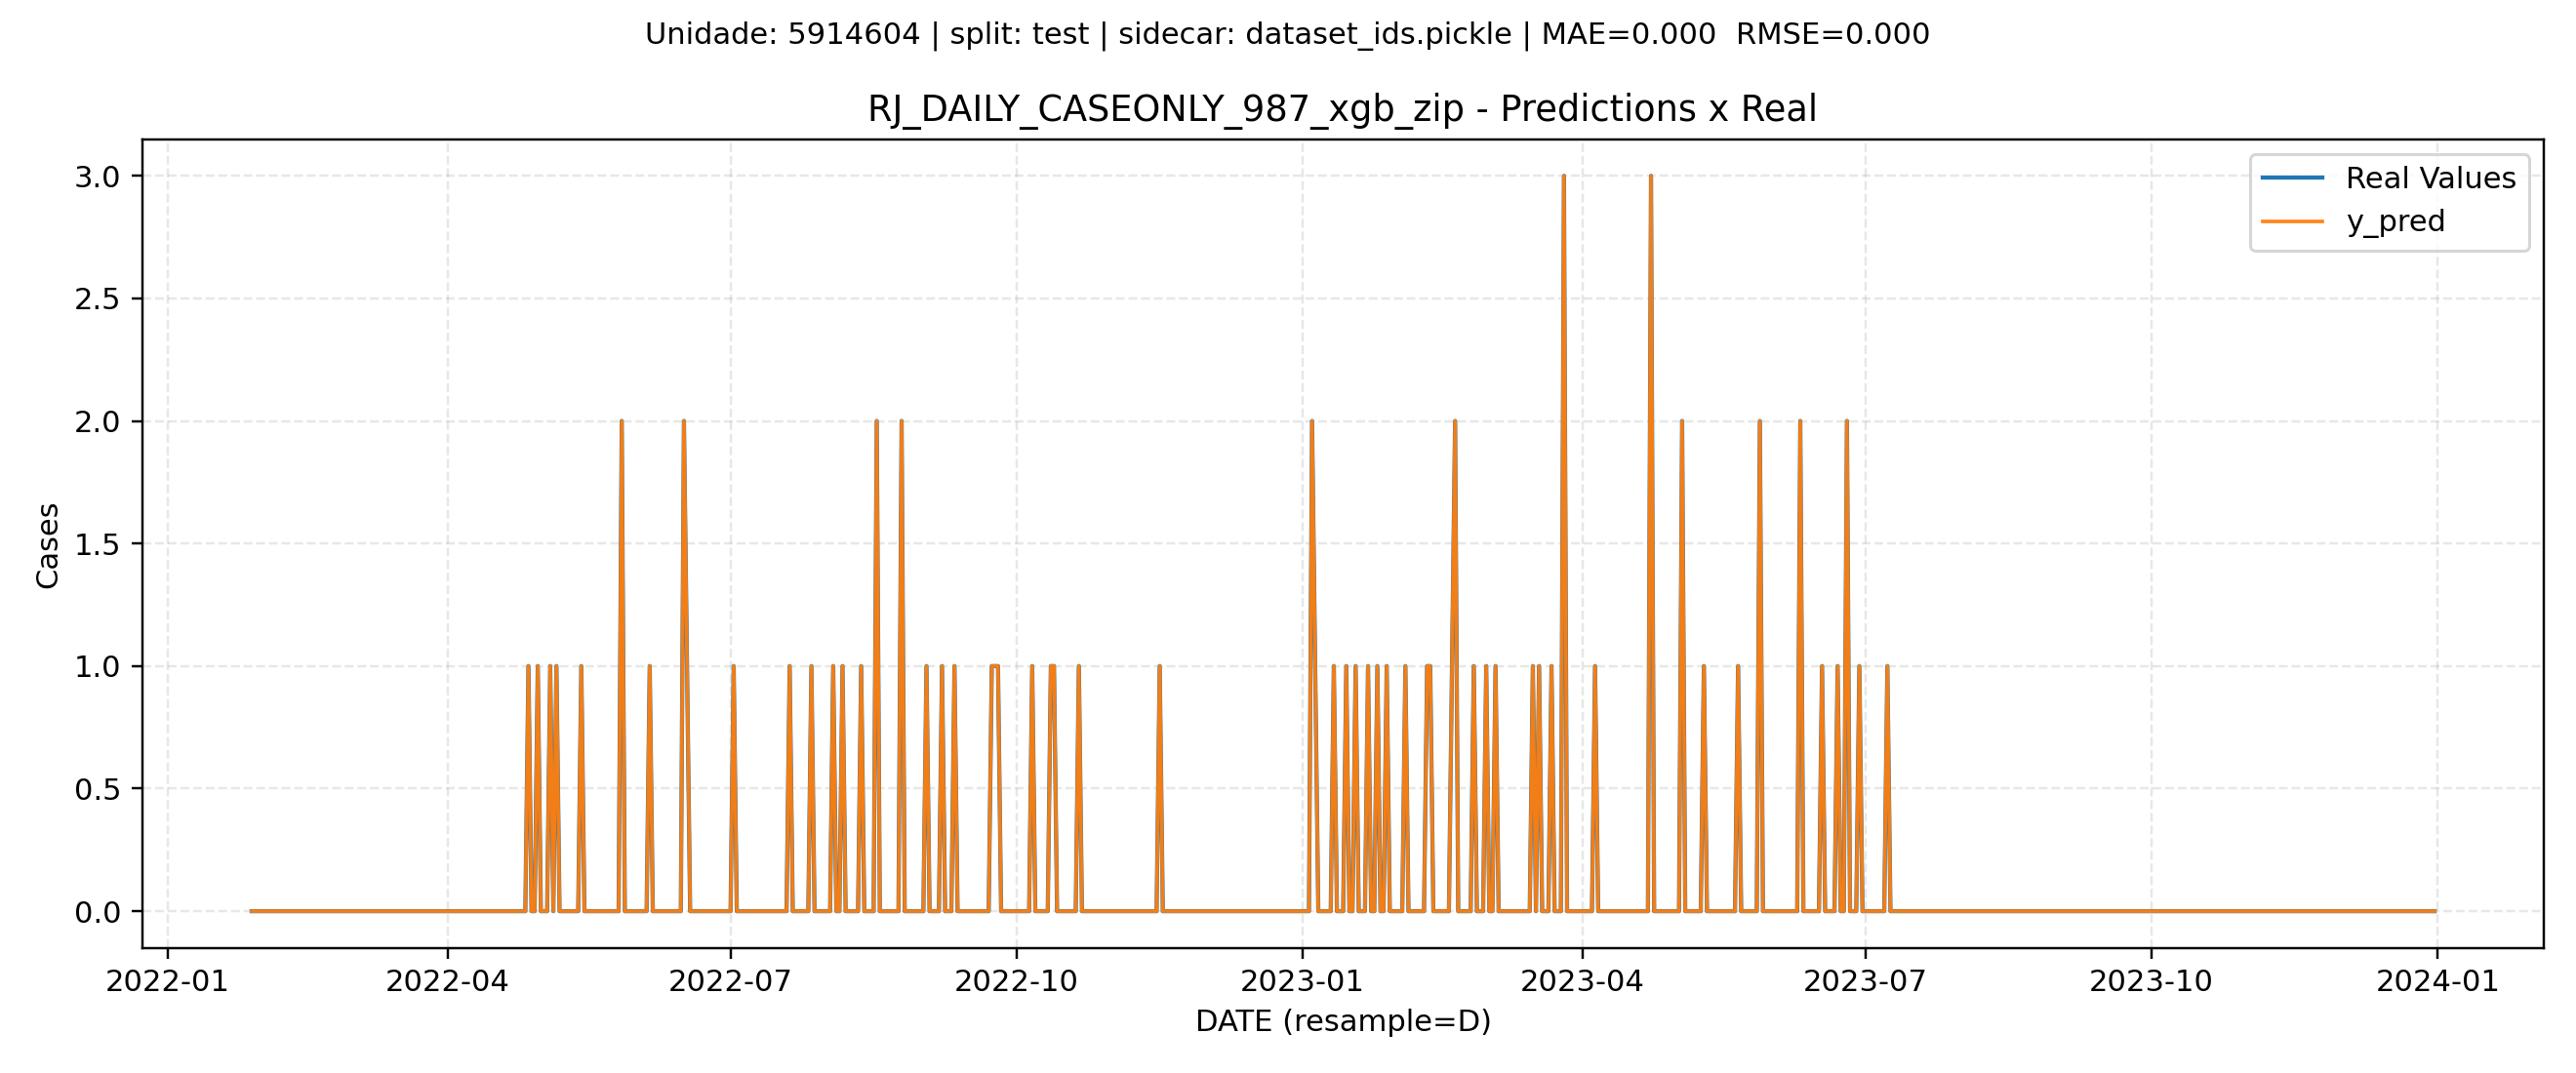 Unidade: 5914604 | split: test | sidecar: dataset_ids.pickle | MAE=0.000  RMSE=0.000
RJ_DAILY_CASEONLY_987_xgb_zip - Predictions x Real
Real Values
y_pred
Cases
3.0
2.5
2.0
1.5
1.0
0.5
0.0
2022-01 2022-04 2022-07 2022-10 2023-01 2023-04 2023-07 2023-10 2024-01
DATE (resample=D)